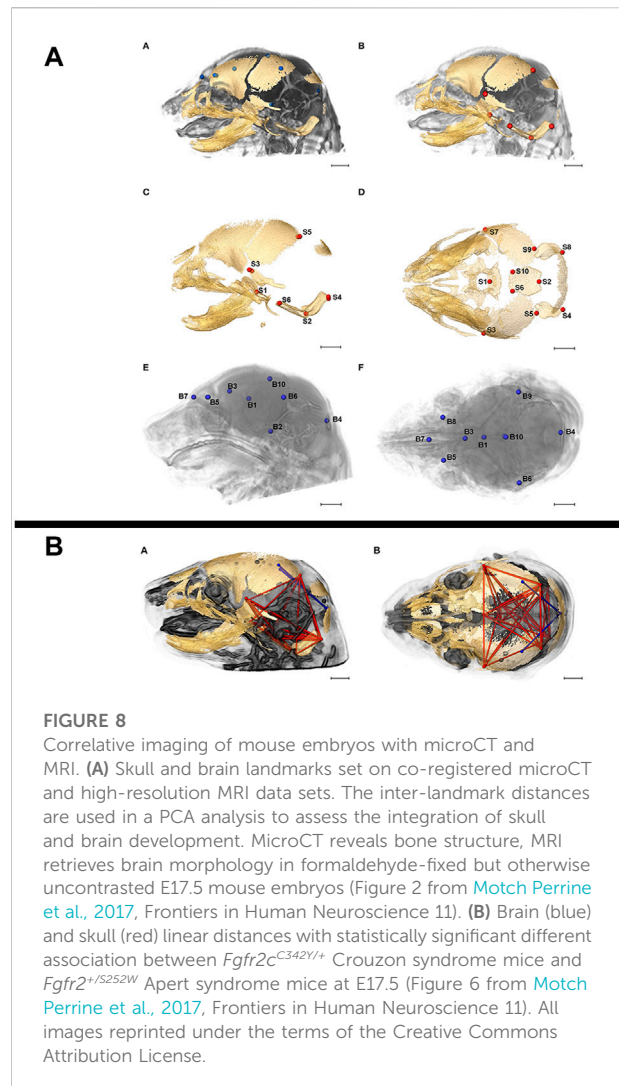 A
A
B
C
D
S5
S3
S1
S6
S4
S2
S7
S9
S8
S10
S1
S2
S6
S5
S4
S3
E
F
B10
B3
B7
B5
B1
B6
B2
B4
B9
B8
B3
B7
B1
B10
B4
B5
B6
B
A
B
FIGURE 8
Correlative imaging of mouse embryos with microCT and
MRI. (A) Skull and brain landmarks set on co-registered microCT
and high-resolution MRI data sets. The inter-landmark distances
are used in a PCA analysis to assess the integration of skull
and brain development. MicroCT reveals bone structure, MRI
retrieves brain morphology in formaldehyde-fixed but otherwise
uncontrasted E17.5 mouse embryos (Figure 2 from Motch Perrine
et al., 2017, Frontiers in Human Neuroscience 11). (B) Brain (blue)
and skull (red) linear distances with statistically significant different
association between Fgfr2cC342Y/+ Crouzon syndrome mice and
Fgfr2+/S252W Apert syndrome mice at E17.5 (Figure 6 from Motch
Perrine et al., 2017, Frontiers in Human Neuroscience 11). All
images reprinted under the terms of the Creative Commons
Attribution License.